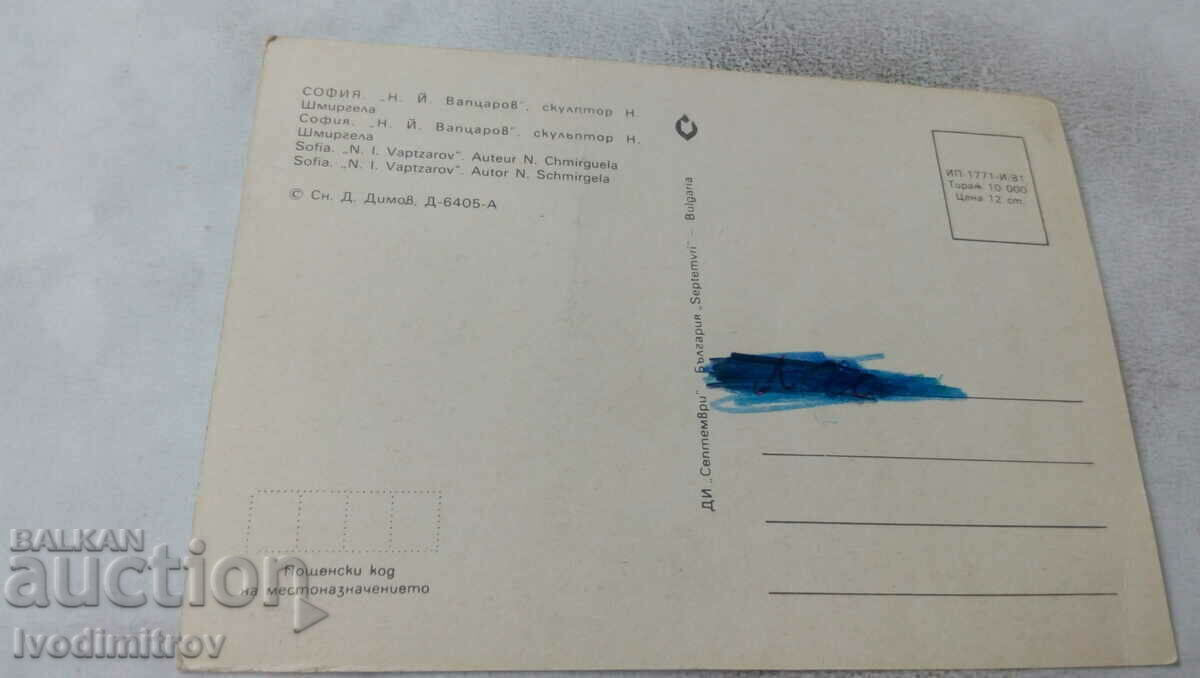 СОФИЯ. „Н. Й. Вапцаров", скулптор Н.
Шмиргела
София. „Н. Й. Вапцаров", скульптор Н.
Шмиргела
Sofia. „N. I. Vaptzarov". Auteur N. Chmirguela
Sofia. „N. I. Vaptzarov". Autor N. Schmirgela
© Сн. Д. Димов, Д-6405-А
ДИ „Септември" – България „Septemvri" – Bulgaria
ИП 1771-И/81
Тираж 10 000
Цена 12 ст.
Пощенски код
на местоназначението
BALKAN
auction
Ivodimitrov